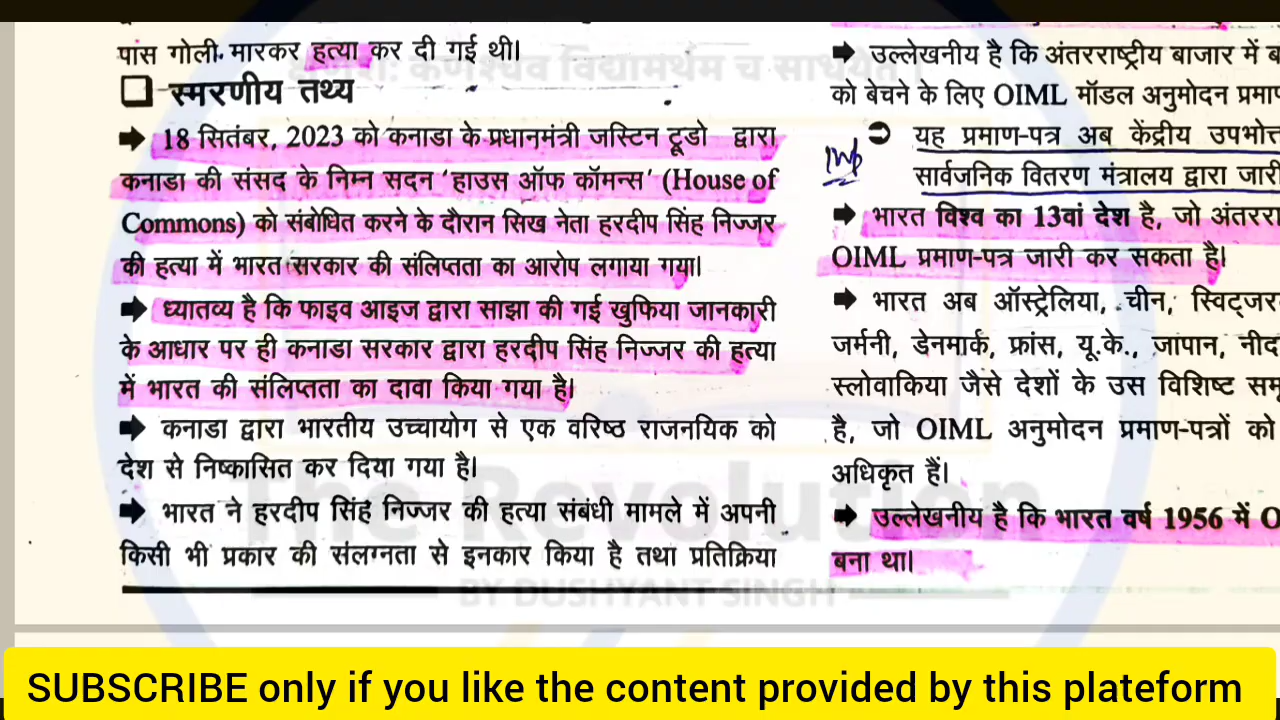 पास गोली मारकर हत्या कर दी गई थी।
स्मरणीय तथ्य
➡ 18 सितंबर, 2023 को कनाडा के प्रधानमंत्री जस्टिन ट्रूडो द्वारा
कनाडा की संसद के निम्न सदन ‘हाउस ऑफ कॉमन्स’ (House of
Commons) को संबोधित करने के दौरान सिख नेता हरदीप सिंह निज्जर
की हत्या में भारत सरकार की संलिप्तता का आरोप लगाया गया।
➡ ध्यातव्य है कि फाइव आइज द्वारा साझा की गई खुफिया जानकारी
के आधार पर ही कनाडा सरकार द्वारा हरदीप सिंह निज्जर की हत्या
में भारत की संलिप्तता का दावा किया गया है।
➡ कनाडा द्वारा भारतीय उच्चायोग से एक वरिष्ठ राजनयिक को
देश से निष्कासित कर दिया गया है।
➡ भारत ने हरदीप सिंह निज्जर की हत्या संबंधी मामले में अपनी
किसी भी प्रकार की संलग्नता से इनकार किया है तथा प्रतिक्रिया
➡ उल्लेखनीय है कि अंतरराष्ट्रीय बाजार में
को बेचने के लिए OIML मॉडल अनुमोदन
यह प्रमाण-पत्र अब केंद्रीय
Imp
सार्वजनिक वितरण मंत्रालय द्वारा जारी
➡ भारत विश्व का 13वां देश है, जो
OIML प्रमाण-पत्र जारी कर सकता है।
➡ भारत अब ऑस्ट्रेलिया, चीन,
जर्मनी, डेनमार्क, फ्रांस, यू.के., जापान,
स्लोवाकिया जैसे देशों के उस विशिष्ट
है, जो OIML अनुमोदन प्रमाण-पत्रों को
अधिकृत हैं।
➡ उल्लेखनीय है कि भारत वर्ष 1956 में
बना था।
The Revolution
BY DUSHYANT SINGH
SUBSCRIBE only if you like the content provided by this plateform